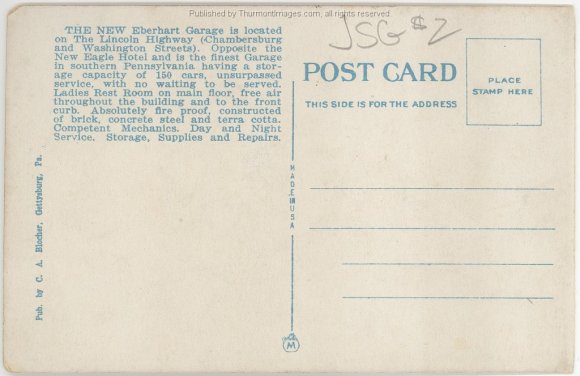 Published by ThurmontImages.com, all rights reserved
JSG $2
THE NEW Eberhart Garage is located
on The Lincoln Highway (Chambersburg
and Washington Streets). Opposite the
New Eagle Hotel and is the finest Garage
in southern Pennsylvania having a stor-
age capacity of 150 cars, unsurpassed
service, with no waiting to be served.
Ladies Rest Room on main floor, free air
throughout the building and to the front
curb. Absolutely fire proof, constructed
of brick, concrete steel and terra cotta.
Competent Mechanics. Day and Night
Service. Storage, Supplies and Repairs.
Pub. by C. A. Blocher, Gettysburg, Pa.
MADE IN USA
M
POST CARD
THIS SIDE IS FOR THE ADDRESS
PLACE
STAMP HERE